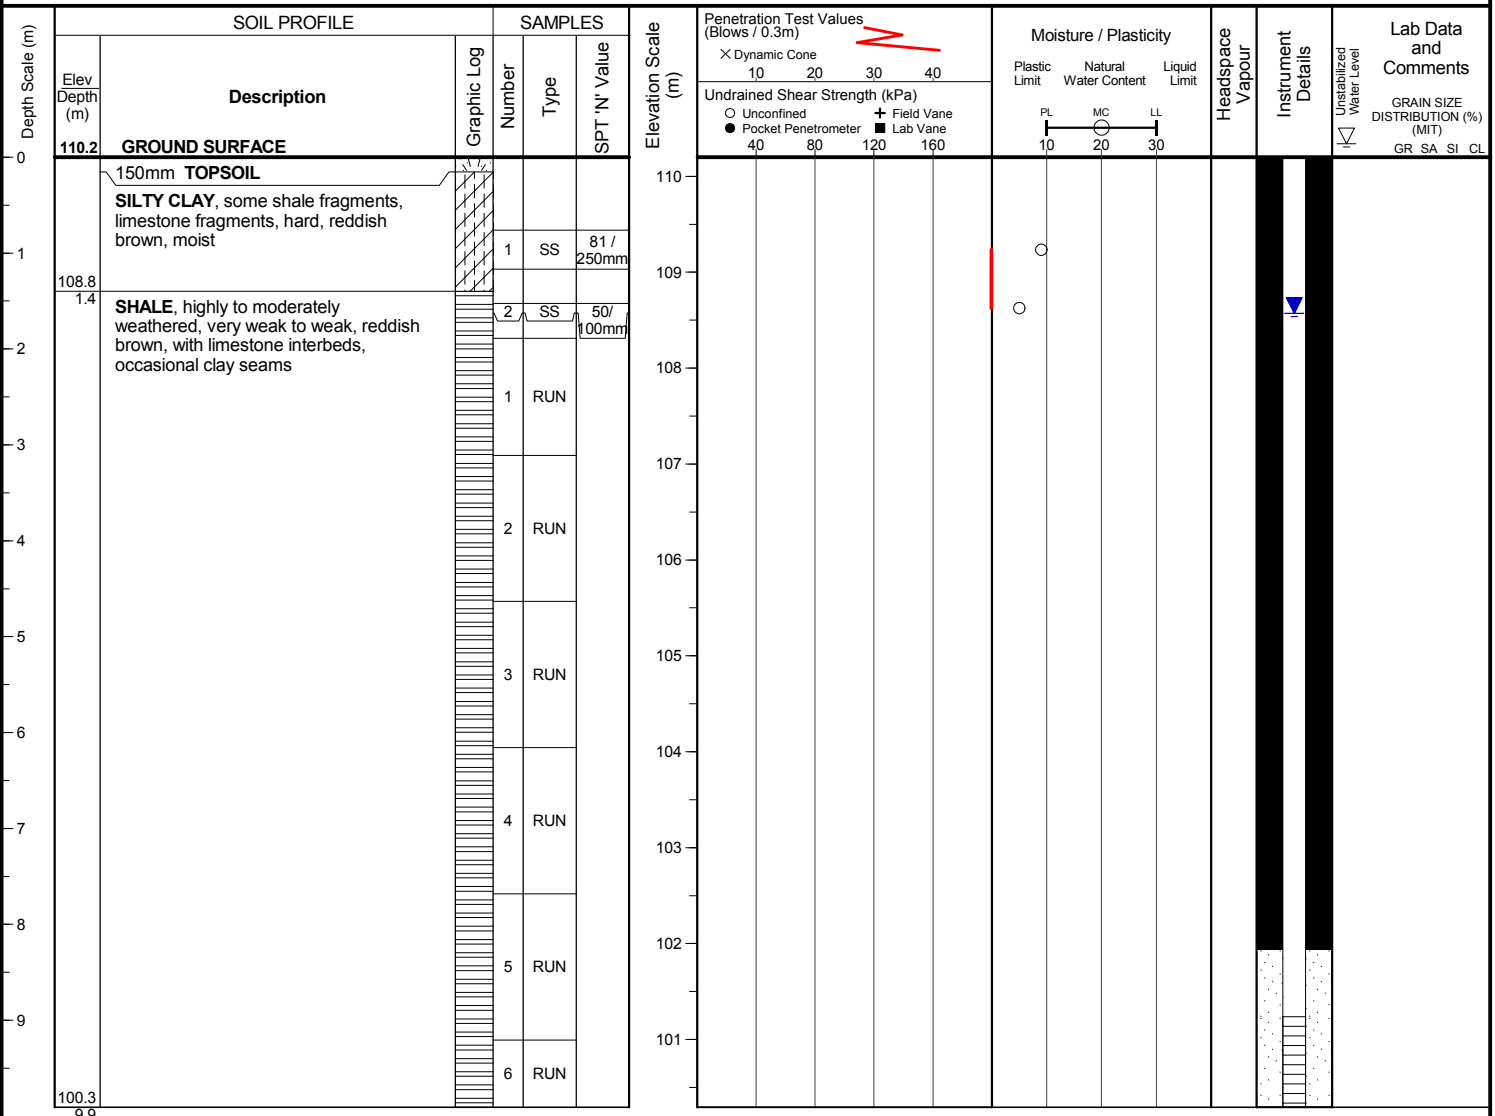 SOIL PROFILE
SAMPLES
Depth Scale (m)
Elev
Depth
(m)
Description
Graphic Log
Number
Type
SPT 'N' Value
Elevation Scale
(m)
Penetration Test Values
(Blows / 0.3m)
× Dynamic Cone
10 20 30 40
Undrained Shear Strength (kPa)
Unconfined + Field Vane
Pocket Penetrometer Lab Vane
40 80 120 160
Moisture / Plasticity
Plastic Limit
Natural Water Content
Liquid Limit
PL MC LL
10 20 30
Headspace
Vapour
Instrument
Details
Unstabilized
Water Level
Lab Data
and
Comments
GRAIN SIZE
DISTRIBUTION (%)
(MIT)
GR SA SI CL
110.2 GROUND SURFACE
0
1
2
3
4
5
6
7
8
9
150mm TOPSOIL
SILTY CLAY, some shale fragments,
limestone fragments, hard, reddish
brown, moist
108.8
1.4
SHALE, highly to moderately
weathered, very weak to weak, reddish
brown, with limestone interbeds,
occasional clay seams
100.3
9.9
1 SS 81 /
250mm
2 SS 50/
100mm
1 RUN
2 RUN
3 RUN
4 RUN
5 RUN
6 RUN
110
109
108
107
106
105
104
103
102
101